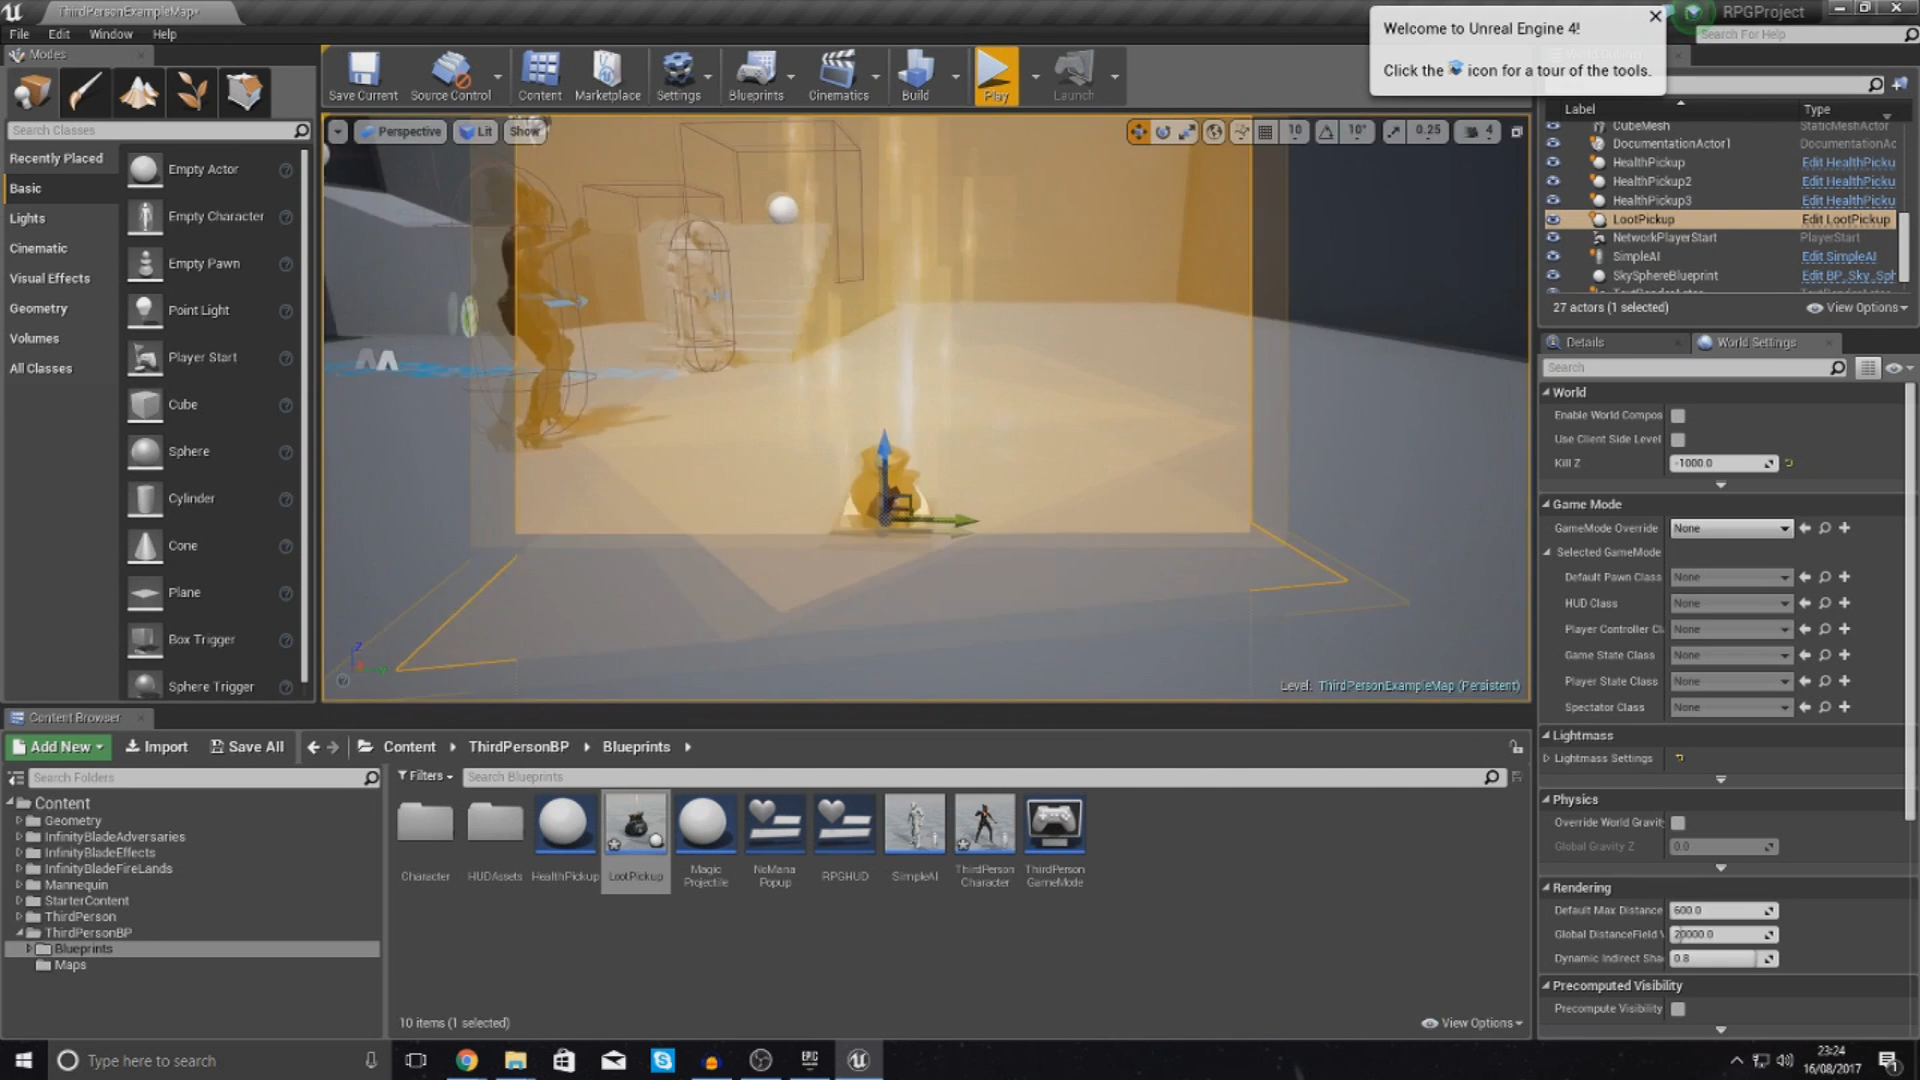 ThirdPersonExampleMap*
RPGProject
File Edit Window Help
Search For Help
Welcome to Unreal Engine 4!
Click the icon for a tour of the tools.
Modes
Save Current Source Control Content Marketplace Settings Blueprints Cinematics Build Play Launch
Search Classes
Recently Placed
Basic
Lights
Cinematic
Visual Effects
Geometry
Volumes
All Classes
Empty Actor
Empty Character
Empty Pawn
Point Light
Player Start
Cube
Sphere
Cylinder
Cone
Plane
Box Trigger
Sphere Trigger
Perspective Lit Show
10 10° 0.25 4
Level: ThirdPersonExampleMap (Persistent)
Label Type
CubeMesh StaticMeshActor
DocumentationActor1 DocumentationAc
HealthPickup Edit HealthPicku
HealthPickup2 Edit HealthPicku
HealthPickup3 Edit HealthPicku
LootPickup Edit LootPickup
NetworkPlayerStart PlayerStart
SimpleAI Edit SimpleAI
SkySphereBlueprint Edit BP_Sky_Sph
27 actors (1 selected) View Options
Details World Settings
Search
World
Enable World Compos
Use Client Side Level
Kill Z -1000.0
Game Mode
GameMode Override None
Selected GameMode
Default Pawn Class None
HUD Class None
Player Controller Cl None
Game State Class None
Player State Class None
Spectator Class None
Lightmass
Lightmass Settings
Physics
Override World Gravit
Global Gravity Z 0.0
Rendering
Default Max Distance 600.0
Global DistanceField V 20000.0
Dynamic Indirect Sha 0.8
Precomputed Visibility
Precompute Visibility
Content Browser
Add New Import Save All Content ThirdPersonBP Blueprints
Search Folders
Filters Search Blueprints
Content
Geometry
InfinityBladeAdversaries
InfinityBladeEffects
InfinityBladeFireLands
Mannequin
StarterContent
ThirdPerson
ThirdPersonBP
Blueprints
Maps
Character
HUDAssets
HealthPickup
LootPickup
Magic
Projectile
NoMana
Popup
RPGHUD
SimpleAI
ThirdPerson
Character
ThirdPerson
GameMode
10 items (1 selected)
View Options
Type here to search
EPIC
23:24
16/08/2017